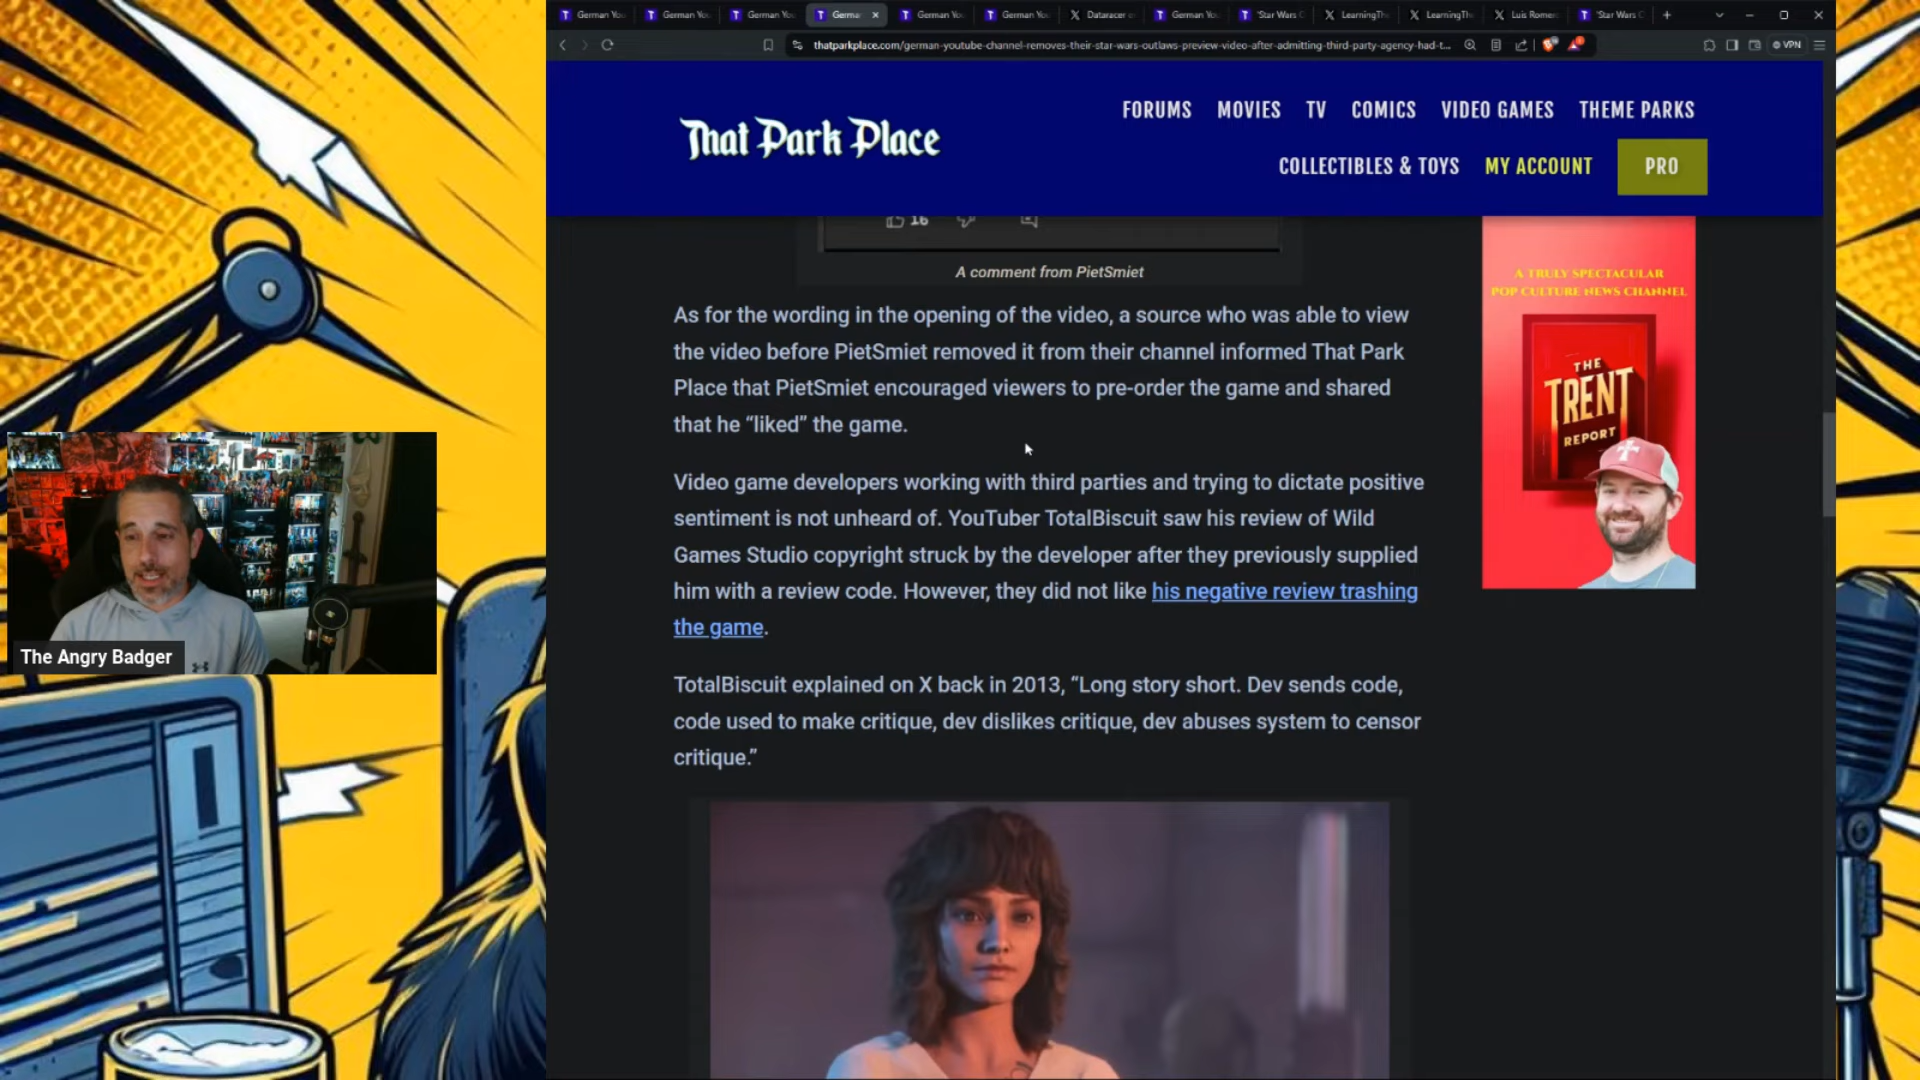 German Yo
German You
German You
German
German You
German Yo
Dataracer
German Yo
'Star Wars
LearningTh
LearningTh
Luis Romer
'Star Wars
thatparkplace.com/german-youtube-channel-removes-their-star-wars-outlaws-preview-video-after-admitting-third-party-agency-had-t...
VPN
That Park Place
FORUMS MOVIES TV COMICS VIDEO GAMES THEME PARKS
COLLECTIBLES & TOYS MY ACCOUNT PRO
16
A comment from PietSmiet
As for the wording in the opening of the video, a source who was able to view
the video before PietSmiet removed it from their channel informed That Park
Place that PietSmiet encouraged viewers to pre-order the game and shared
that he “liked” the game.
Video game developers working with third parties and trying to dictate positive
sentiment is not unheard of. YouTuber TotalBiscuit saw his review of Wild
Games Studio copyright struck by the developer after they previously supplied
him with a review code. However, they did not like his negative review trashing
the game.
TotalBiscuit explained on X back in 2013, “Long story short. Dev sends code,
code used to make critique, dev dislikes critique, dev abuses system to censor
critique.”
A TRULY SPECTACULAR
POP CULTURE NEWS CHANNEL
THE
TRENT
REPORT
T
The Angry Badger